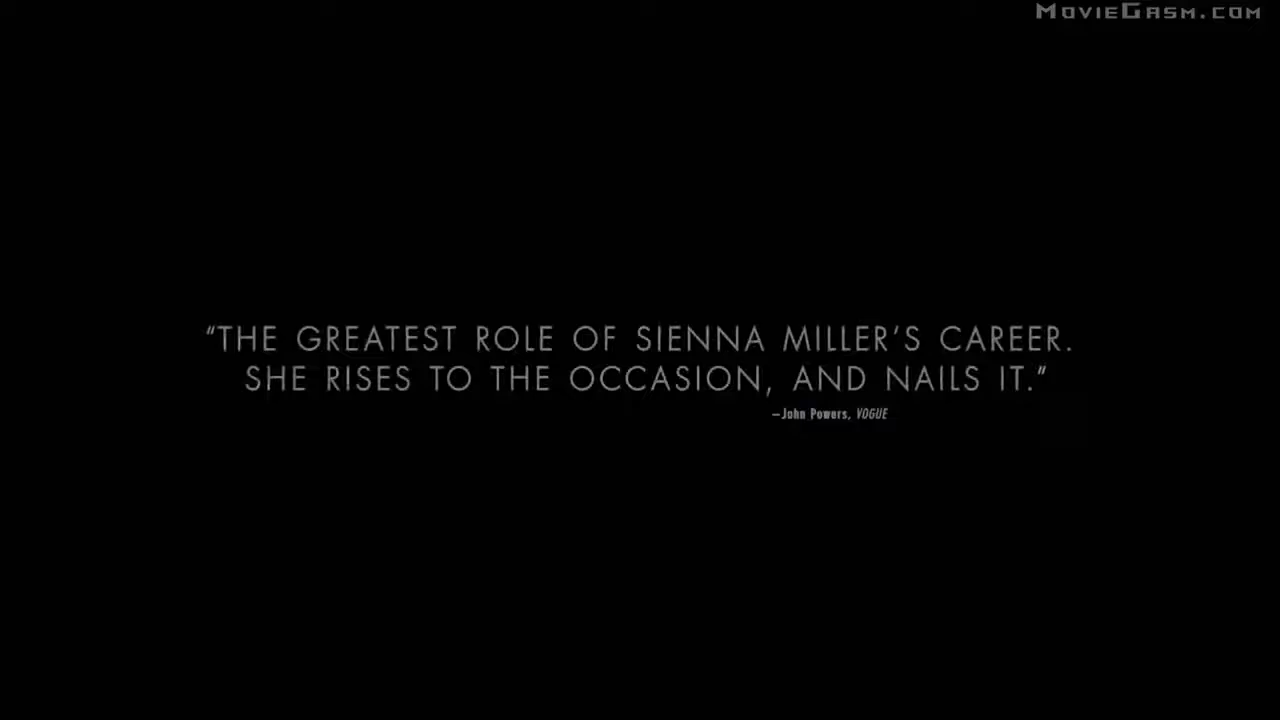 MovieGasm.com
“THE GREATEST ROLE OF SIENNA MILLER’S CAREER.
SHE RISES TO THE OCCASION, AND NAILS IT.”
–John Powers, VOGUE